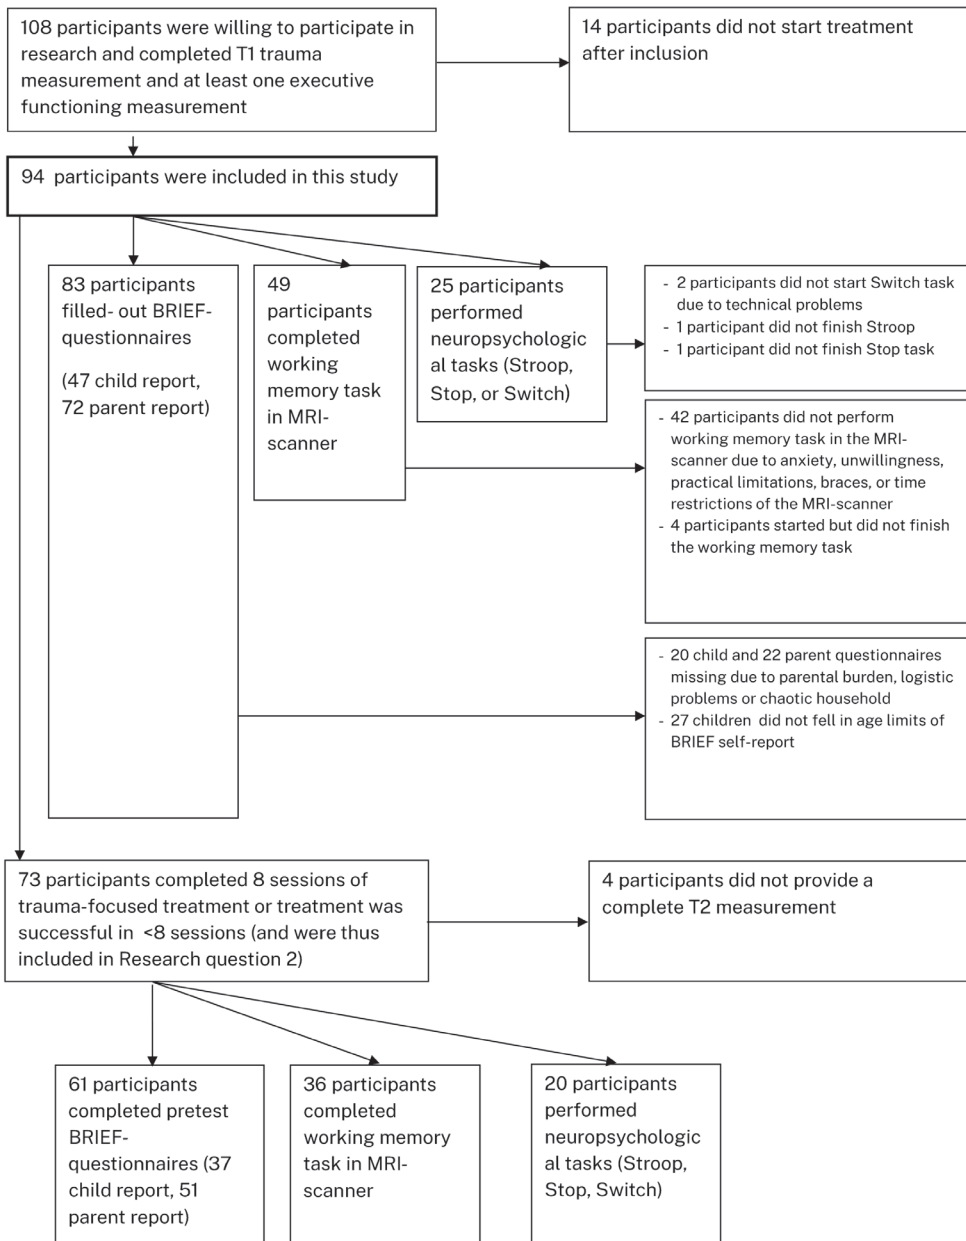 108 participants were willing to participate in
research and completed T1 trauma
measurement and at least one executive
functioning measurement
14 participants did not start treatment
after inclusion
94 participants were included in this study
83 participants
filled- out BRIEF-
questionnaires
(47 child report,
72 parent report)
49
participants
completed
working
memory task
in MRI-
scanner
25 participants
performed
neuropsychologic
al tasks (Stroop,
Stop, or Switch)
- 2 participants did not start Switch task
due to technical problems
- 1 participant did not finish Stroop
- 1 participant did not finish Stop task
- 42 participants did not perform
working memory task in the MRI-
scanner due to anxiety, unwillingness,
practical limitations, braces, or time
restrictions of the MRI-scanner
- 4 participants started but did not finish
the working memory task
- 20 child and 22 parent questionnaires
missing due to parental burden, logistic
problems or chaotic household
- 27 children did not fell in age limits of
BRIEF self-report
73 participants completed 8 sessions of
trauma-focused treatment or treatment was
successful in <8 sessions (and were thus
included in Research question 2)
4 participants did not provide a
complete T2 measurement
61 participants
completed pretest
BRIEF-
questionnaires (37
child report, 51
parent report)
36 participants
completed
working memory
task in MRI-
scanner
20 participants
performed
neuropsychologic
al tasks (Stroop,
Stop, Switch)